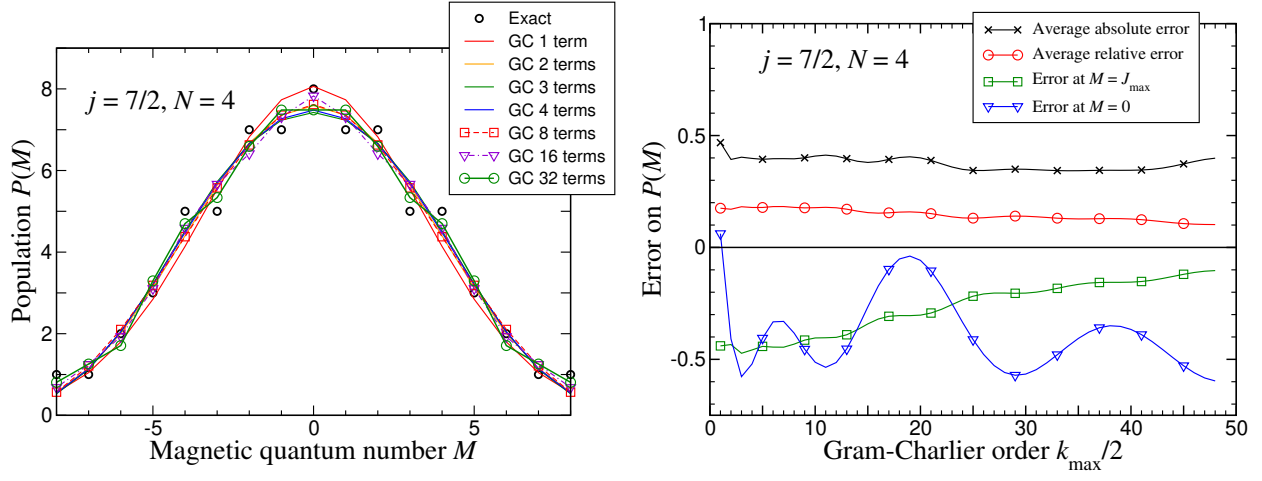 Exact
GC 1 term
GC 2 terms
GC 3 terms
GC 4 terms
GC 8 terms
GC 16 terms
GC 32 terms
j = 7/2, N = 4
Population P(M)
8
6
4
2
0
-5
0
5
Magnetic quantum number M
Average absolute error
Average relative error
Error at M = J_max
Error at M = 0
j = 7/2, N = 4
Error on P(M)
1
0.5
0
-0.5
0
10
20
30
40
50
Gram-Charlier order k_max/2